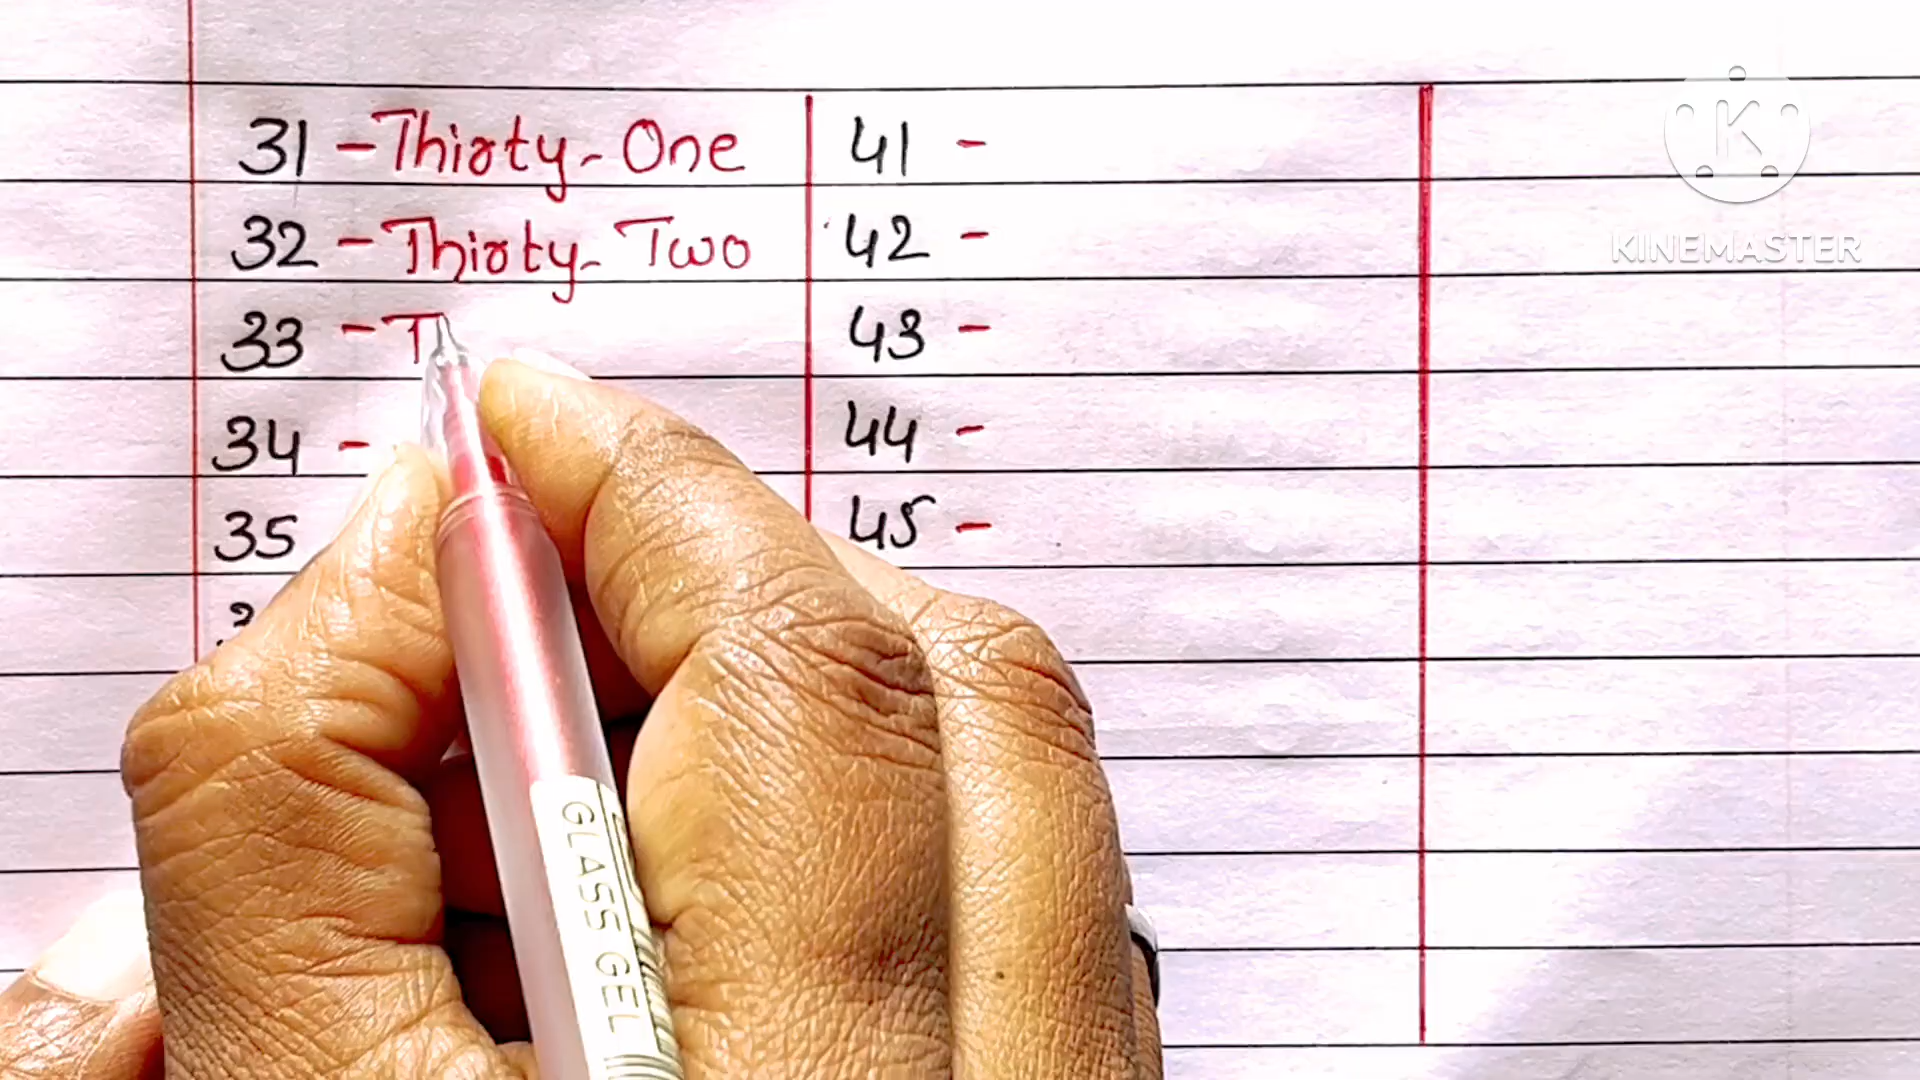 31 - Thirty - One
32 - Thirty - Two
33 - T
34 -
35
41 -
42 -
43 -
44 -
45 -
KINEMASTER
GLASS GEL